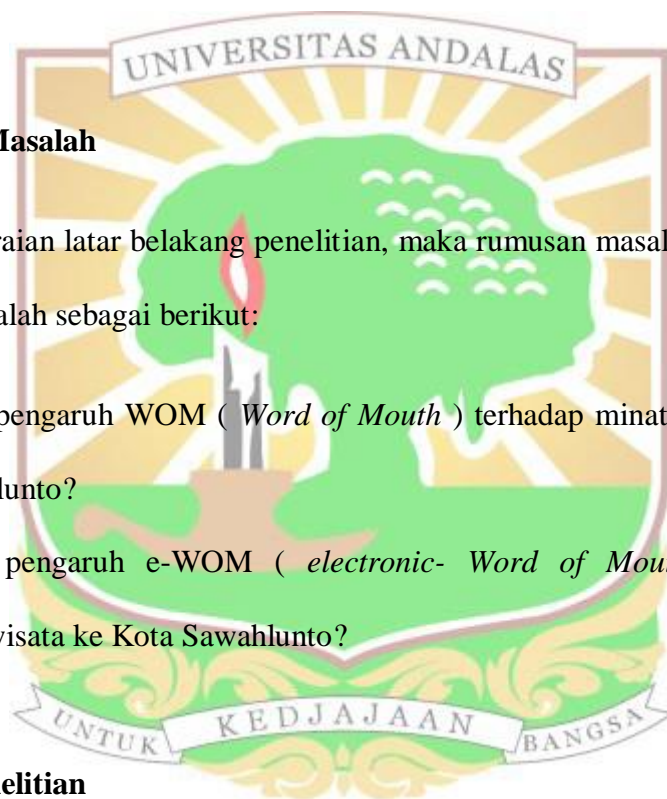 UNIVERSITAS ANDALAS
Masalah
raian latar belakang penelitian, maka rumusan masal
alah sebagai berikut:
pengaruh WOM ( Word of Mouth ) terhadap minat
lunto?
pengaruh e-WOM ( electronic- Word of Mou
wisata ke Kota Sawahlunto?
UNTUK KEDJAJAAN BANGSA
nelitian